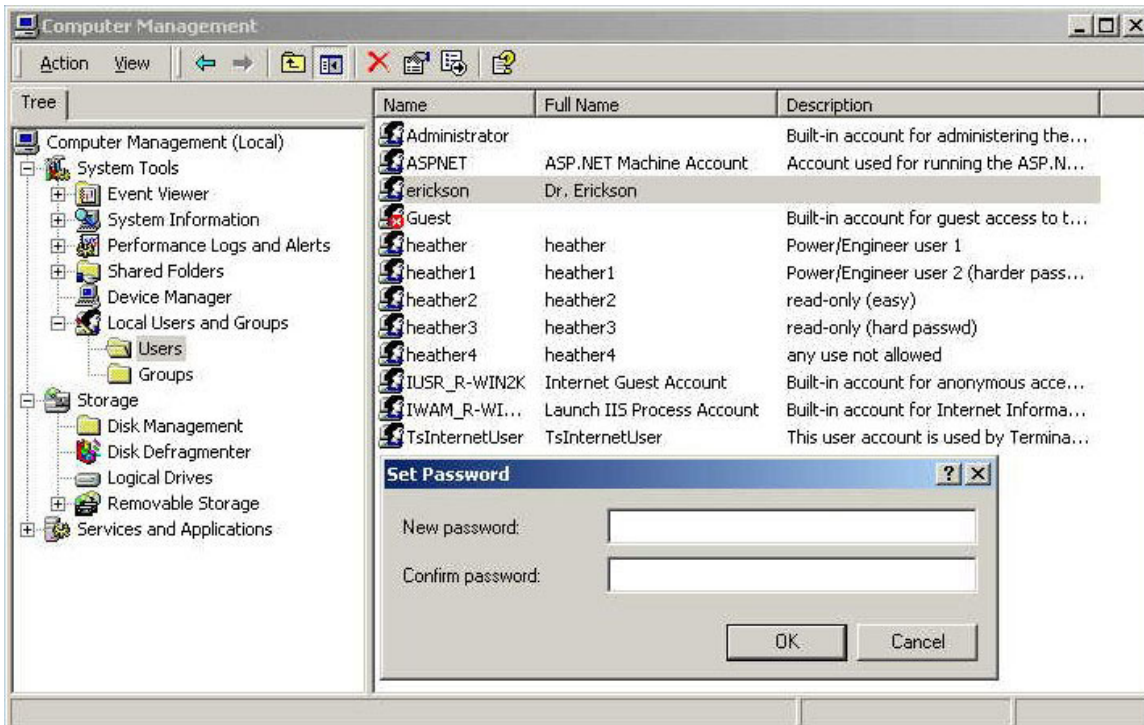 Computer Management
Action View
Tree
Name Full Name Description
Computer Management (Local)
System Tools
Event Viewer
System Information
Performance Logs and Alerts
Shared Folders
Device Manager
Local Users and Groups
Users
Groups
Storage
Disk Management
Disk Defragmenter
Logical Drives
Removable Storage
Services and Applications
Administrator Built-in account for administering the...
ASPNET ASP.NET Machine Account Account used for running the ASP.N...
erickson Dr. Erickson
Guest Built-in account for guest access to t...
heather heather Power/Engineer user 1
heather1 heather1 Power/Engineer user 2 (harder pass...
heather2 heather2 read-only (easy)
heather3 heather3 read-only (hard passwd)
heather4 heather4 any use not allowed
IUSR_R-WIN2K Internet Guest Account Built-in account for anonymous acce...
IWAM_R-WI... Launch IIS Process Account Built-in account for Internet Informa...
TsInternetUser TsInternetUser This user account is used by Termina...
Set Password
New password:
Confirm password:
OK Cancel